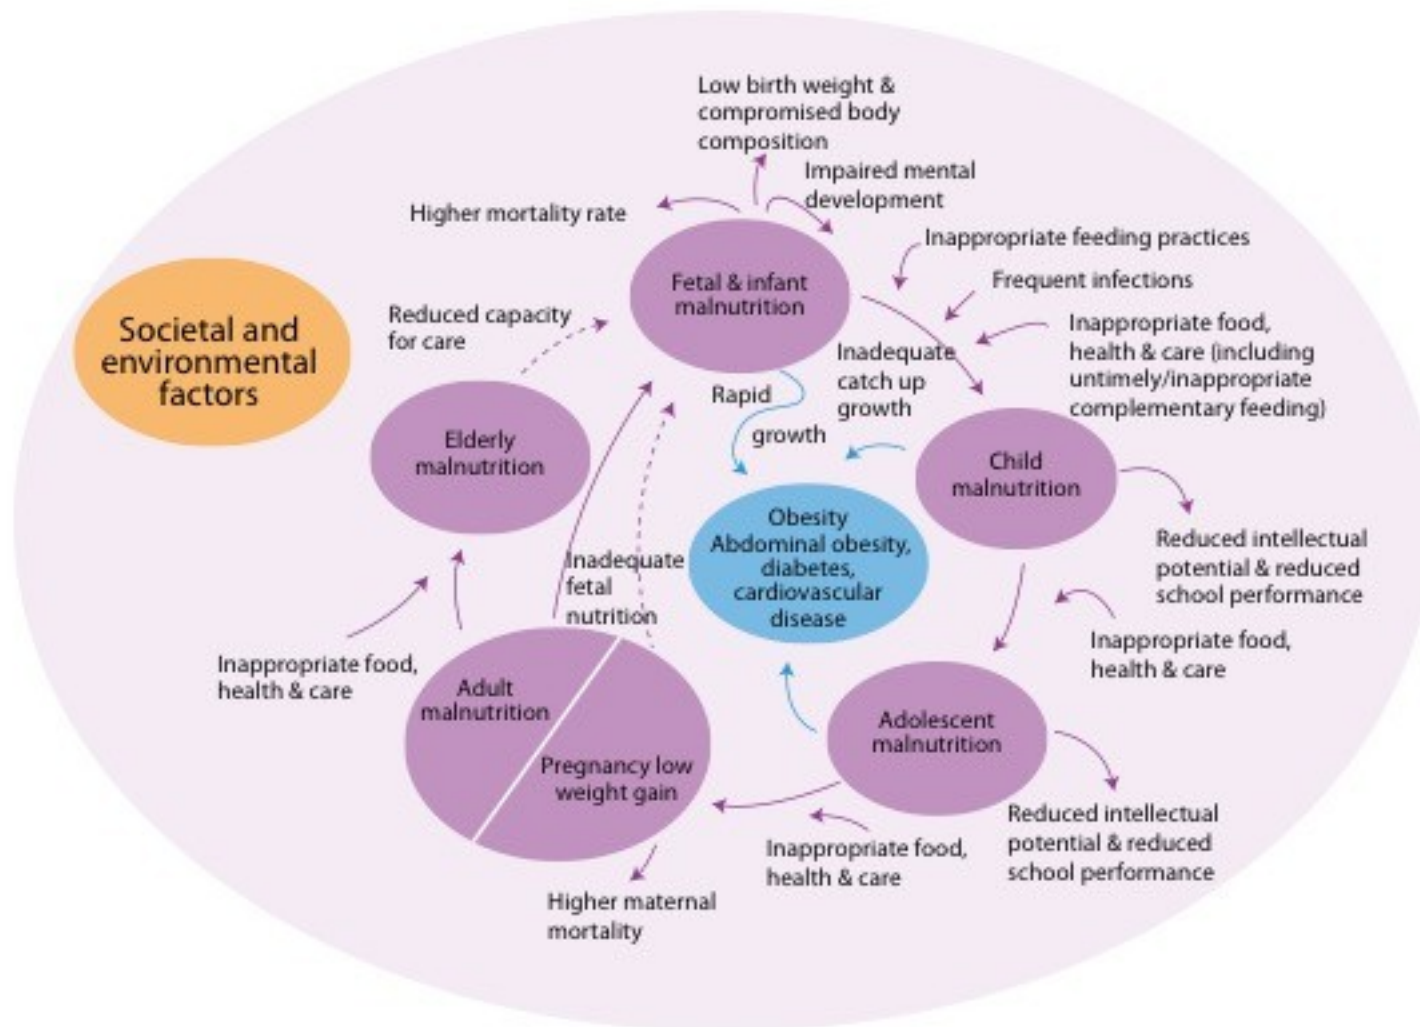 Low birth weight &
compromised body
composition
Impaired mental
development
Higher mortality rate
Inappropriate feeding practices
Fetal & infant
malnutrition
Frequent infections
Reduced capacity
for care
Inappropriate food,
health & care (including
untimely/inappropriate
complementary feeding)
Societal and
environmental
factors
Inadequate
catch up
growth
Rapid
growth
Elderly
malnutrition
Child
malnutrition
Obesity
Abdominal obesity,
diabetes,
cardiovascular
disease
Reduced intellectual
potential & reduced
school performance
Inadequate
fetal
nutrition
Inappropriate food,
health & care
Inappropriate food,
health & care
Adult
malnutrition
Pregnancy low
weight gain
Adolescent
malnutrition
Reduced intellectual
potential & reduced
school performance
Inappropriate food,
health & care
Higher maternal
mortality